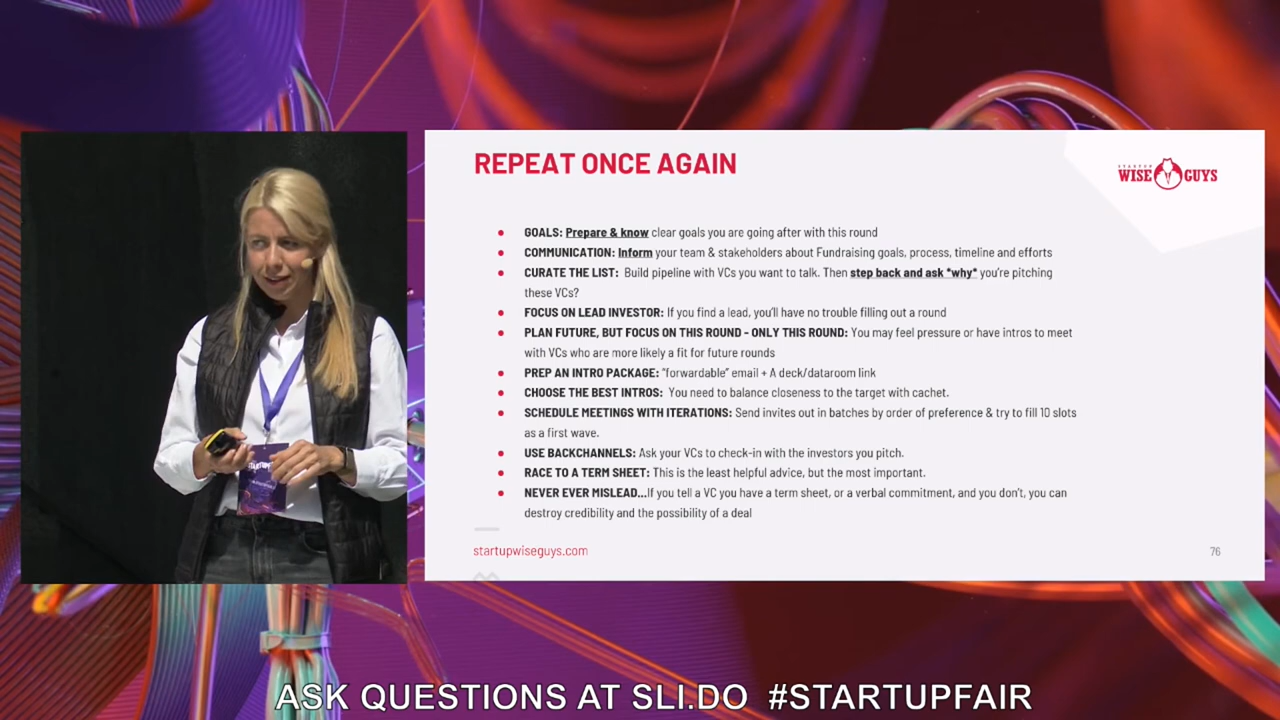 REPEAT ONCE AGAIN
STARTUP
WISE GUYS
GOALS: Prepare & know clear goals you are going after with this round
COMMUNICATION: Inform your team & stakeholders about Fundraising goals, process, timeline and efforts
CURATE THE LIST: Build pipeline with VCs you want to talk. Then step back and ask *why* you're pitching
these VCs?
FOCUS ON LEAD INVESTOR: If you find a lead, you'll have no trouble filling out a round
PLAN FUTURE, BUT FOCUS ON THIS ROUND - ONLY THIS ROUND: You may feel pressure or have intros to meet
with VCs who are more likely a fit for future rounds
PREP AN INTRO PACKAGE: "forwardable" email + A deck/dataroom link
CHOOSE THE BEST INTROS: You need to balance closeness to the target with cachet.
SCHEDULE MEETINGS WITH ITERATIONS: Send invites out in batches by order of preference & try to fill 10 slots
as a first wave.
USE BACKCHANNELS: Ask your VCs to check-in with the investors you pitch.
RACE TO A TERM SHEET: This is the least helpful advice, but the most important.
NEVER EVER MISLEAD...If you tell a VC you have a term sheet, or a verbal commitment, and you don't, you can
destroy credibility and the possibility of a deal
startupwiseguys.com
76
ASK QUESTIONS AT SLI.DO #STARTUPFAIR